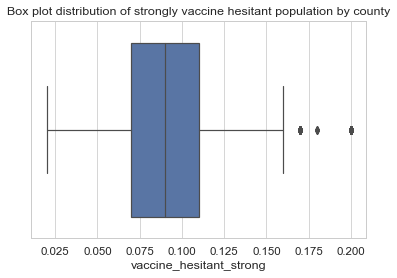 Box plot distribution of strongly vaccine hesitant population by county
0.025 0.050 0.075 0.100 0.125 0.150 0.175 0.200
vaccine_hesitant_strong